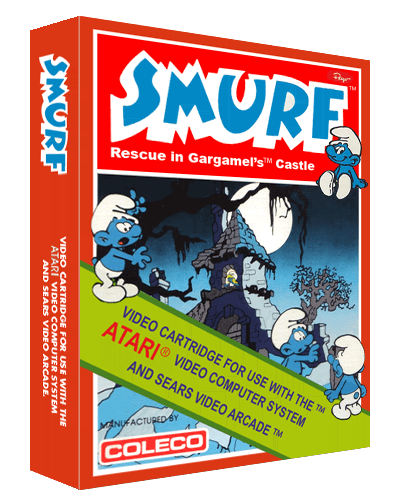 SMURF
Peyo
TM
Rescue in Gargamel's™ Castle
VIDEO CARTRIDGE FOR USE WITH THE ™
ATARI® VIDEO COMPUTER SYSTEM
AND SEARS VIDEO ARCADE ™
MANUFACTURED BY
COLECO
SMURF
VIDEO CARTRIDGE FOR USE WITH THE
ATARI VIDEO COMPUTER SYSTEM
AND SEARS VIDEO ARCADE.